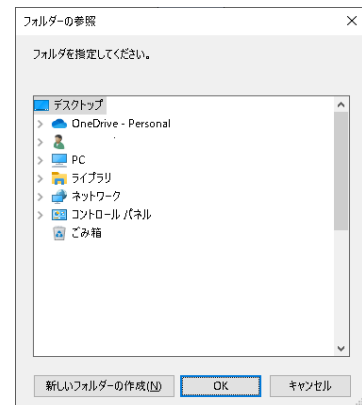 フォルダーの参照
フォルダを指定してください。
デスクトップ
OneDrive - Personal
PC
ライブラリ
ネットワーク
コントロール パネル
ごみ箱
新しいフォルダーの作成(N) OK キャンセル